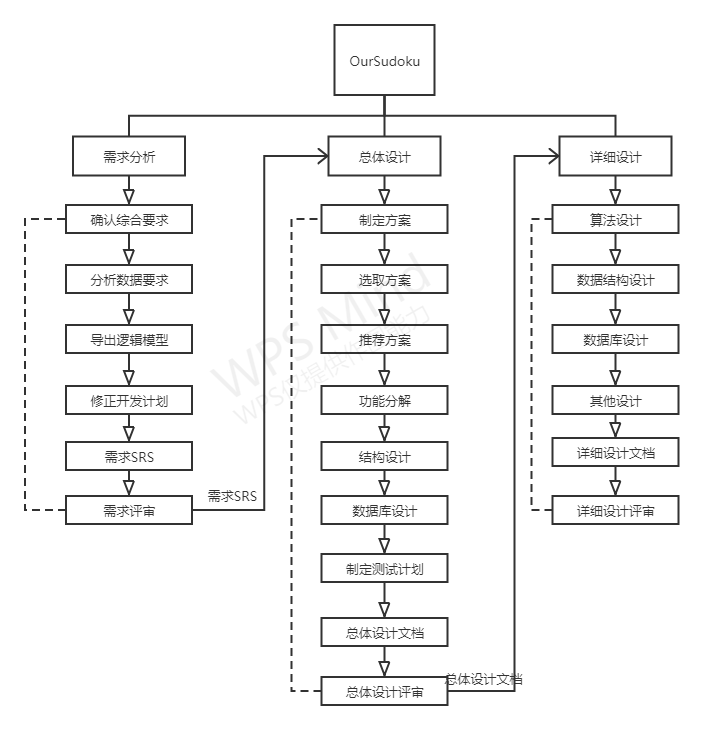 OurSudoku
需求分析
确认综合要求
分析数据要求
导出逻辑模型
修正开发计划
需求SRS
需求评审
需求SRS
总体设计
制定方案
选取方案
推荐方案
功能分解
结构设计
数据库设计
制定测试计划
总体设计文档
总体设计评审
总体设计文档
详细设计
算法设计
数据结构设计
数据库设计
其他设计
详细设计文档
详细设计评审
WPS Mind